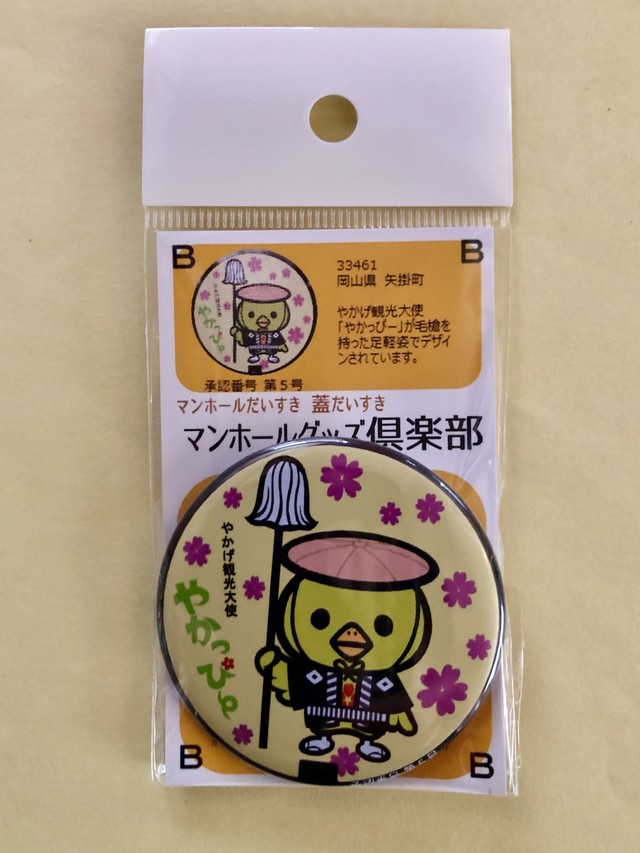 B
B
33461
岡山県 矢掛町
やかげ観光大使
「やかっぴー」が毛槍を
持った足軽姿でデザイ
ンされています。
承認番号 第5号
マンホールだいすき 蓋だいすき
マンホールグッズ倶楽部
やかげ観光大使
やかっぴー
B
B